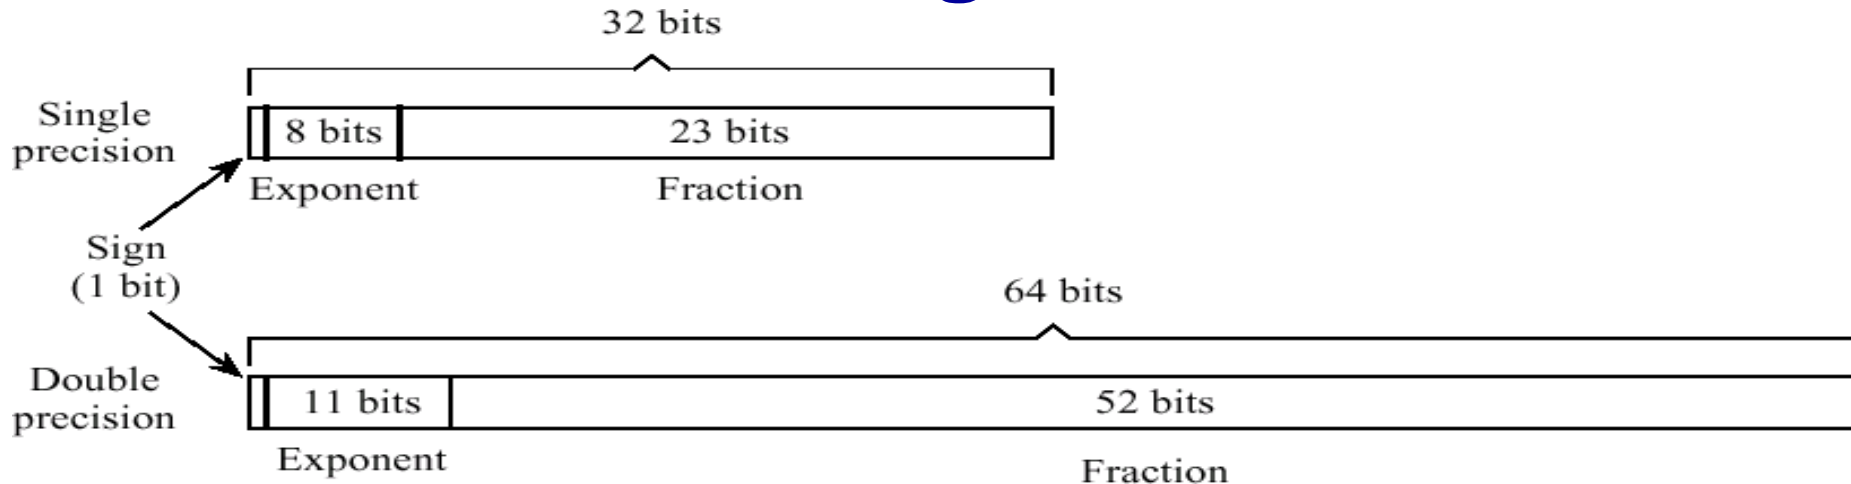 32 bits
Single
precision
8 bits
23 bits
Exponent
Fraction
Sign
(1 bit)
64 bits
Double
precision
11 bits
52 bits
Exponent
Fraction